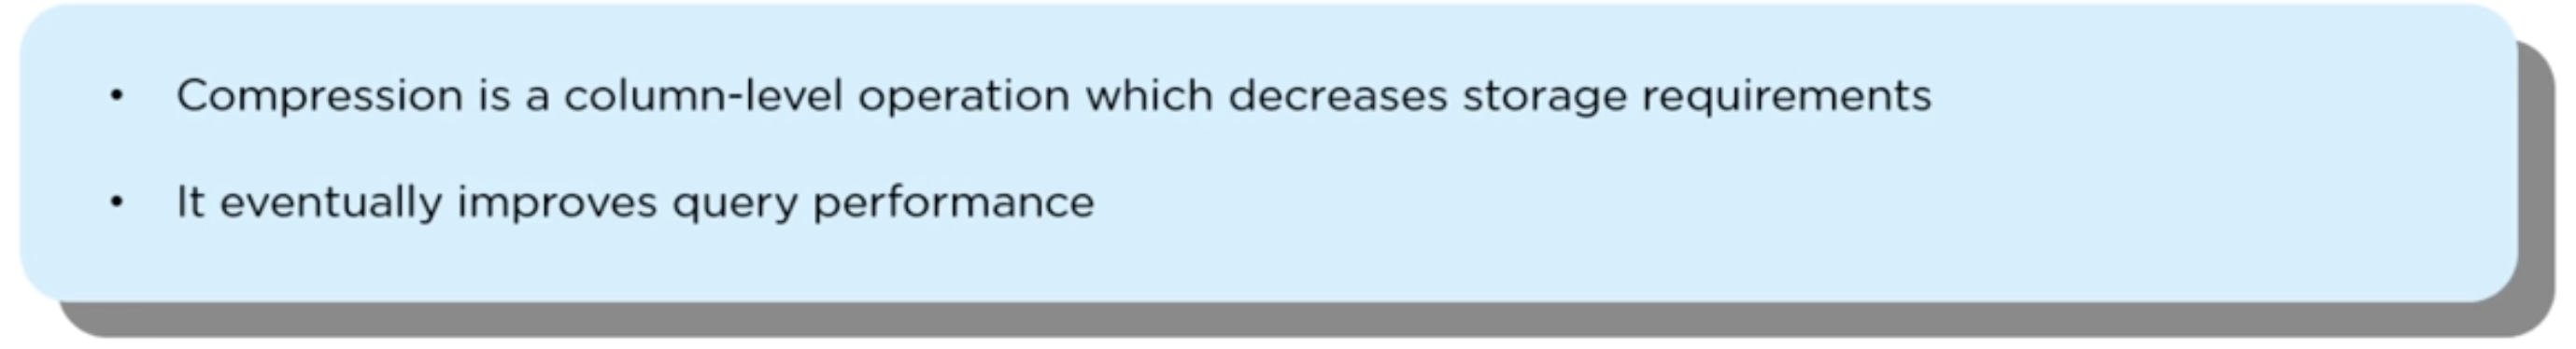 • Compression is a column-level operation which decreases storage requirements
• It eventually improves query performance